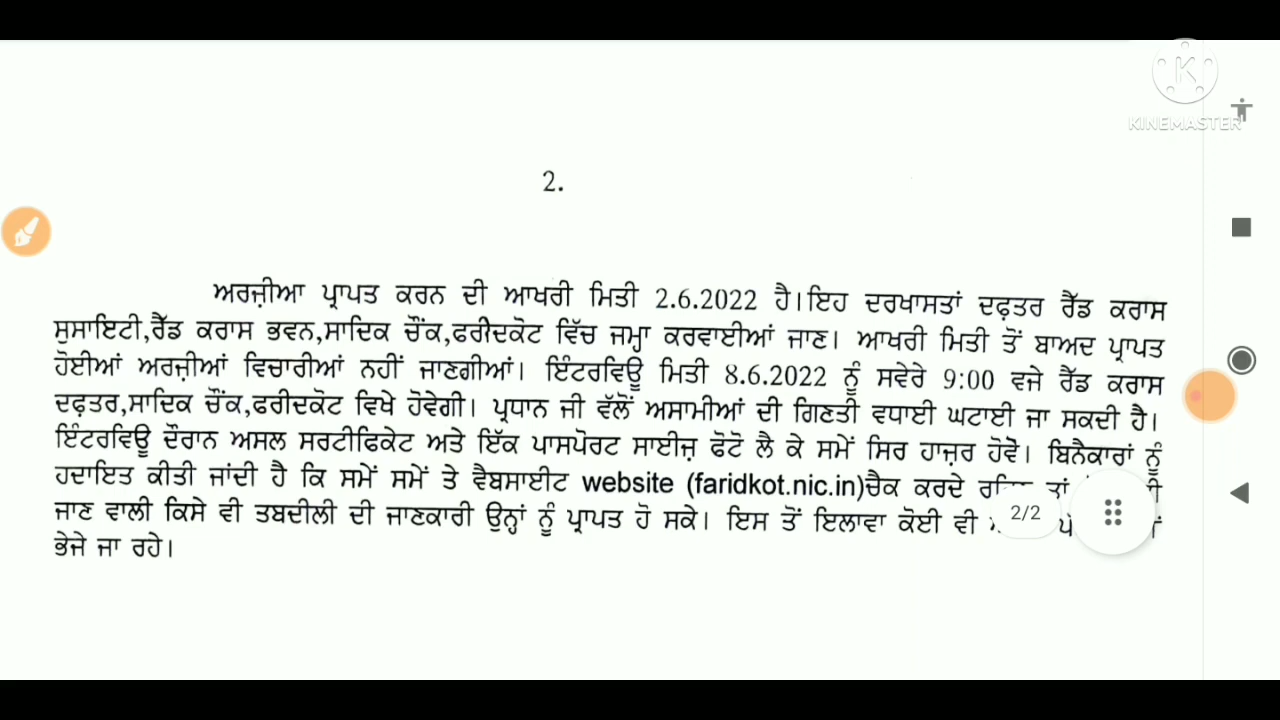 KINEMASTER
2.
ਅਰਜ਼ੀਆ ਪ੍ਰਾਪਤ ਕਰਨ ਦੀ ਆਖਰੀ ਮਿਤੀ 2.6.2022 ਹੈ।ਇਹ ਦਰਖਾਸਤਾਂ ਦਫ਼ਤਰ ਰੈੱਡ ਕਰਾਸ
ਸੁਸਾਇਟੀ,ਰੈੱਡ ਕਰਾਸ ਭਵਨ,ਸਾਦਿਕ ਚੌਂਕ,ਫਰੀਦਕੋਟ ਵਿੱਚ ਜਮ੍ਹਾ ਕਰਵਾਈਆਂ ਜਾਣ। ਆਖਰੀ ਮਿਤੀ ਤੋਂ ਬਾਅਦ ਪ੍ਰਾਪਤ
ਹੋਈਆਂ ਅਰਜ਼ੀਆਂ ਵਿਚਾਰੀਆਂ ਨਹੀਂ ਜਾਣਗੀਆਂ। ਇੰਟਰਵਿਊ ਮਿਤੀ 8.6.2022 ਨੂੰ ਸਵੇਰੇ 9:00 ਵਜੇ ਰੈੱਡ ਕਰਾਸ
ਦਫ਼ਤਰ,ਸਾਦਿਕ ਚੌਂਕ,ਫਰੀਦਕੋਟ ਵਿਖੇ ਹੋਵੇਗੀ। ਪ੍ਰਧਾਨ ਜੀ ਵੱਲੋਂ ਅਸਾਮੀਆਂ ਦੀ ਗਿਣਤੀ ਵਧਾਈ ਘਟਾਈ ਜਾ ਸਕਦੀ ਹੈ।
ਇੰਟਰਵਿਊ ਦੌਰਾਨ ਅਸਲ ਸਰਟੀਫਿਕੇਟ ਅਤੇ ਇੱਕ ਪਾਸਪੋਰਟ ਸਾਈਜ਼ ਫੋਟੋ ਲੈ ਕੇ ਸਮੇਂ ਸਿਰ ਹਾਜ਼ਰ ਹੋਵੋ। ਬਿਨੈਕਾਰਾਂ ਨੂੰ
ਹਦਾਇਤ ਕੀਤੀ ਜਾਂਦੀ ਹੈ ਕਿ ਸਮੇਂ ਸਮੇਂ ਤੇ ਵੈਬਸਾਈਟ website (faridkot.nic.in)ਚੈਕ ਕਰਦੇ
ਜਾਣ ਵਾਲੀ ਕਿਸੇ ਵੀ ਤਬਦੀਲੀ ਦੀ ਜਾਣਕਾਰੀ ਉਨ੍ਹਾਂ ਨੂੰ ਪ੍ਰਾਪਤ ਹੋ ਸਕੇ। ਇਸ ਤੋਂ ਇਲਾਵਾ ਕੋਈ ਵੀ
2/2
ਭੇਜੇ ਜਾ ਰਹੇ।